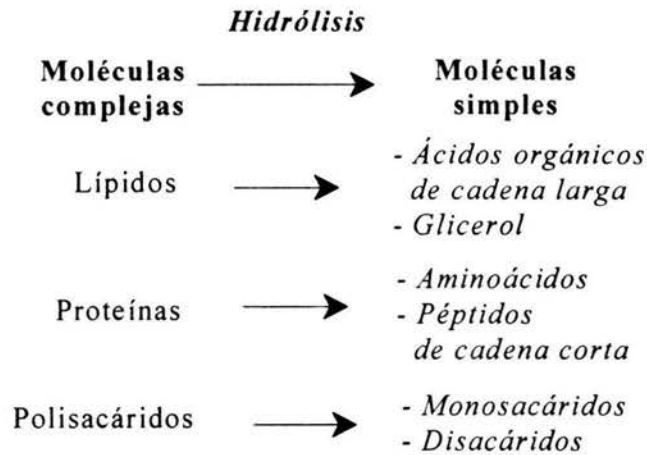 Hidrólisis
Moléculas complejas
Moléculas simples
Lípidos
- Ácidos orgánicos
de cadena larga
- Glicerol
Proteínas
- Aminoácidos
- Péptidos
de cadena corta
Polisacáridos
- Monosacáridos
- Disacáridos